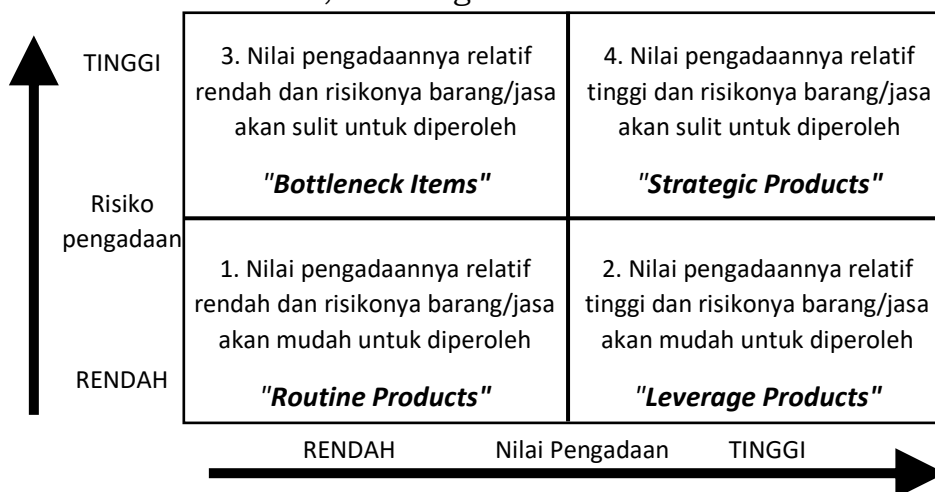 TINGGI
3. Nilai pengadaannya relatif
rendah dan risikonya barang/jasa
akan sulit untuk diperoleh
"Bottleneck Items"
4. Nilai pengadaannya relatif
tinggi dan risikonya barang/jasa
akan sulit untuk diperoleh
"Strategic Products"
Risiko
pengadaan
1. Nilai pengadaannya relatif
rendah dan risikonya barang/jasa
akan mudah untuk diperoleh
"Routine Products"
2. Nilai pengadaannya relatif
tinggi dan risikonya barang/jasa
akan mudah untuk diperoleh
"Leverage Products"
RENDAH
RENDAH Nilai Pengadaan TINGGI